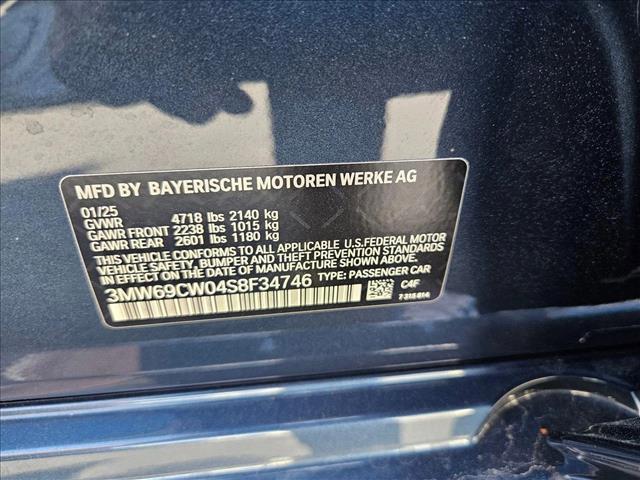 MFD BY BAYERISCHE MOTOREN WERKE AG
01/25
GVWR 4718 lbs 2140 kg
GAWR FRONT 2238 lbs 1015 kg
GAWR REAR 2601 lbs 1180 kg
THIS VEHICLE CONFORMS TO ALL APPLICABLE U.S.FEDERAL MOTOR
VEHICLE SAFETY, BUMPER AND THEFT PREVENTION STANDARDS
IN EFFECT ON THE DATE OF MANUFACTURE SHOWN ABOVE.
3MW69CW04S8F34746 TYPE: PASSENGER CAR
C4F
7318614